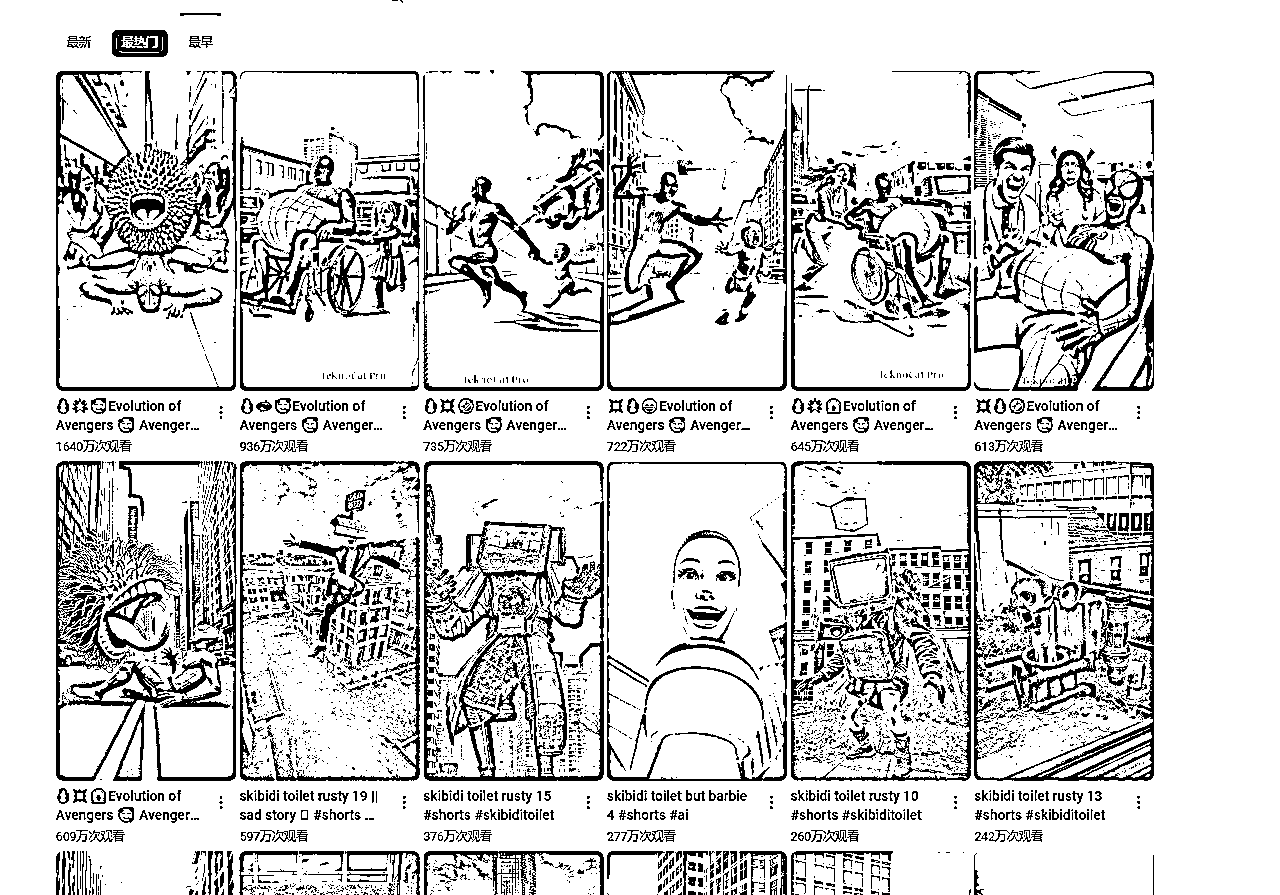 最新
最热门
最早
TeknoCat Pro
TeknoCat Pro
TeknoCat Pro
Evolution of
Avengers Avenger...
1640万次观看
Evolution of
Avengers Avenger...
936万次观看
Evolution of
Avengers Avenger...
735万次观看
Evolution of
Avengers Avenger...
722万次观看
Evolution of
Avengers Avenger...
645万次观看
Evolution of
Avengers Avenger...
613万次观看
Evolution of
Avengers Avenger...
609万次观看
skibidi toilet rusty 19 ||
sad story #shorts ...
597万次观看
skibidi toilet rusty 15
#shorts #skibiditoilet
376万次观看
skibidi toilet but barbie
4 #shorts #ai
277万次观看
skibidi toilet rusty 10
#shorts #skibiditoilet
260万次观看
skibidi toilet rusty 13
#shorts #skibiditoilet
242万次观看